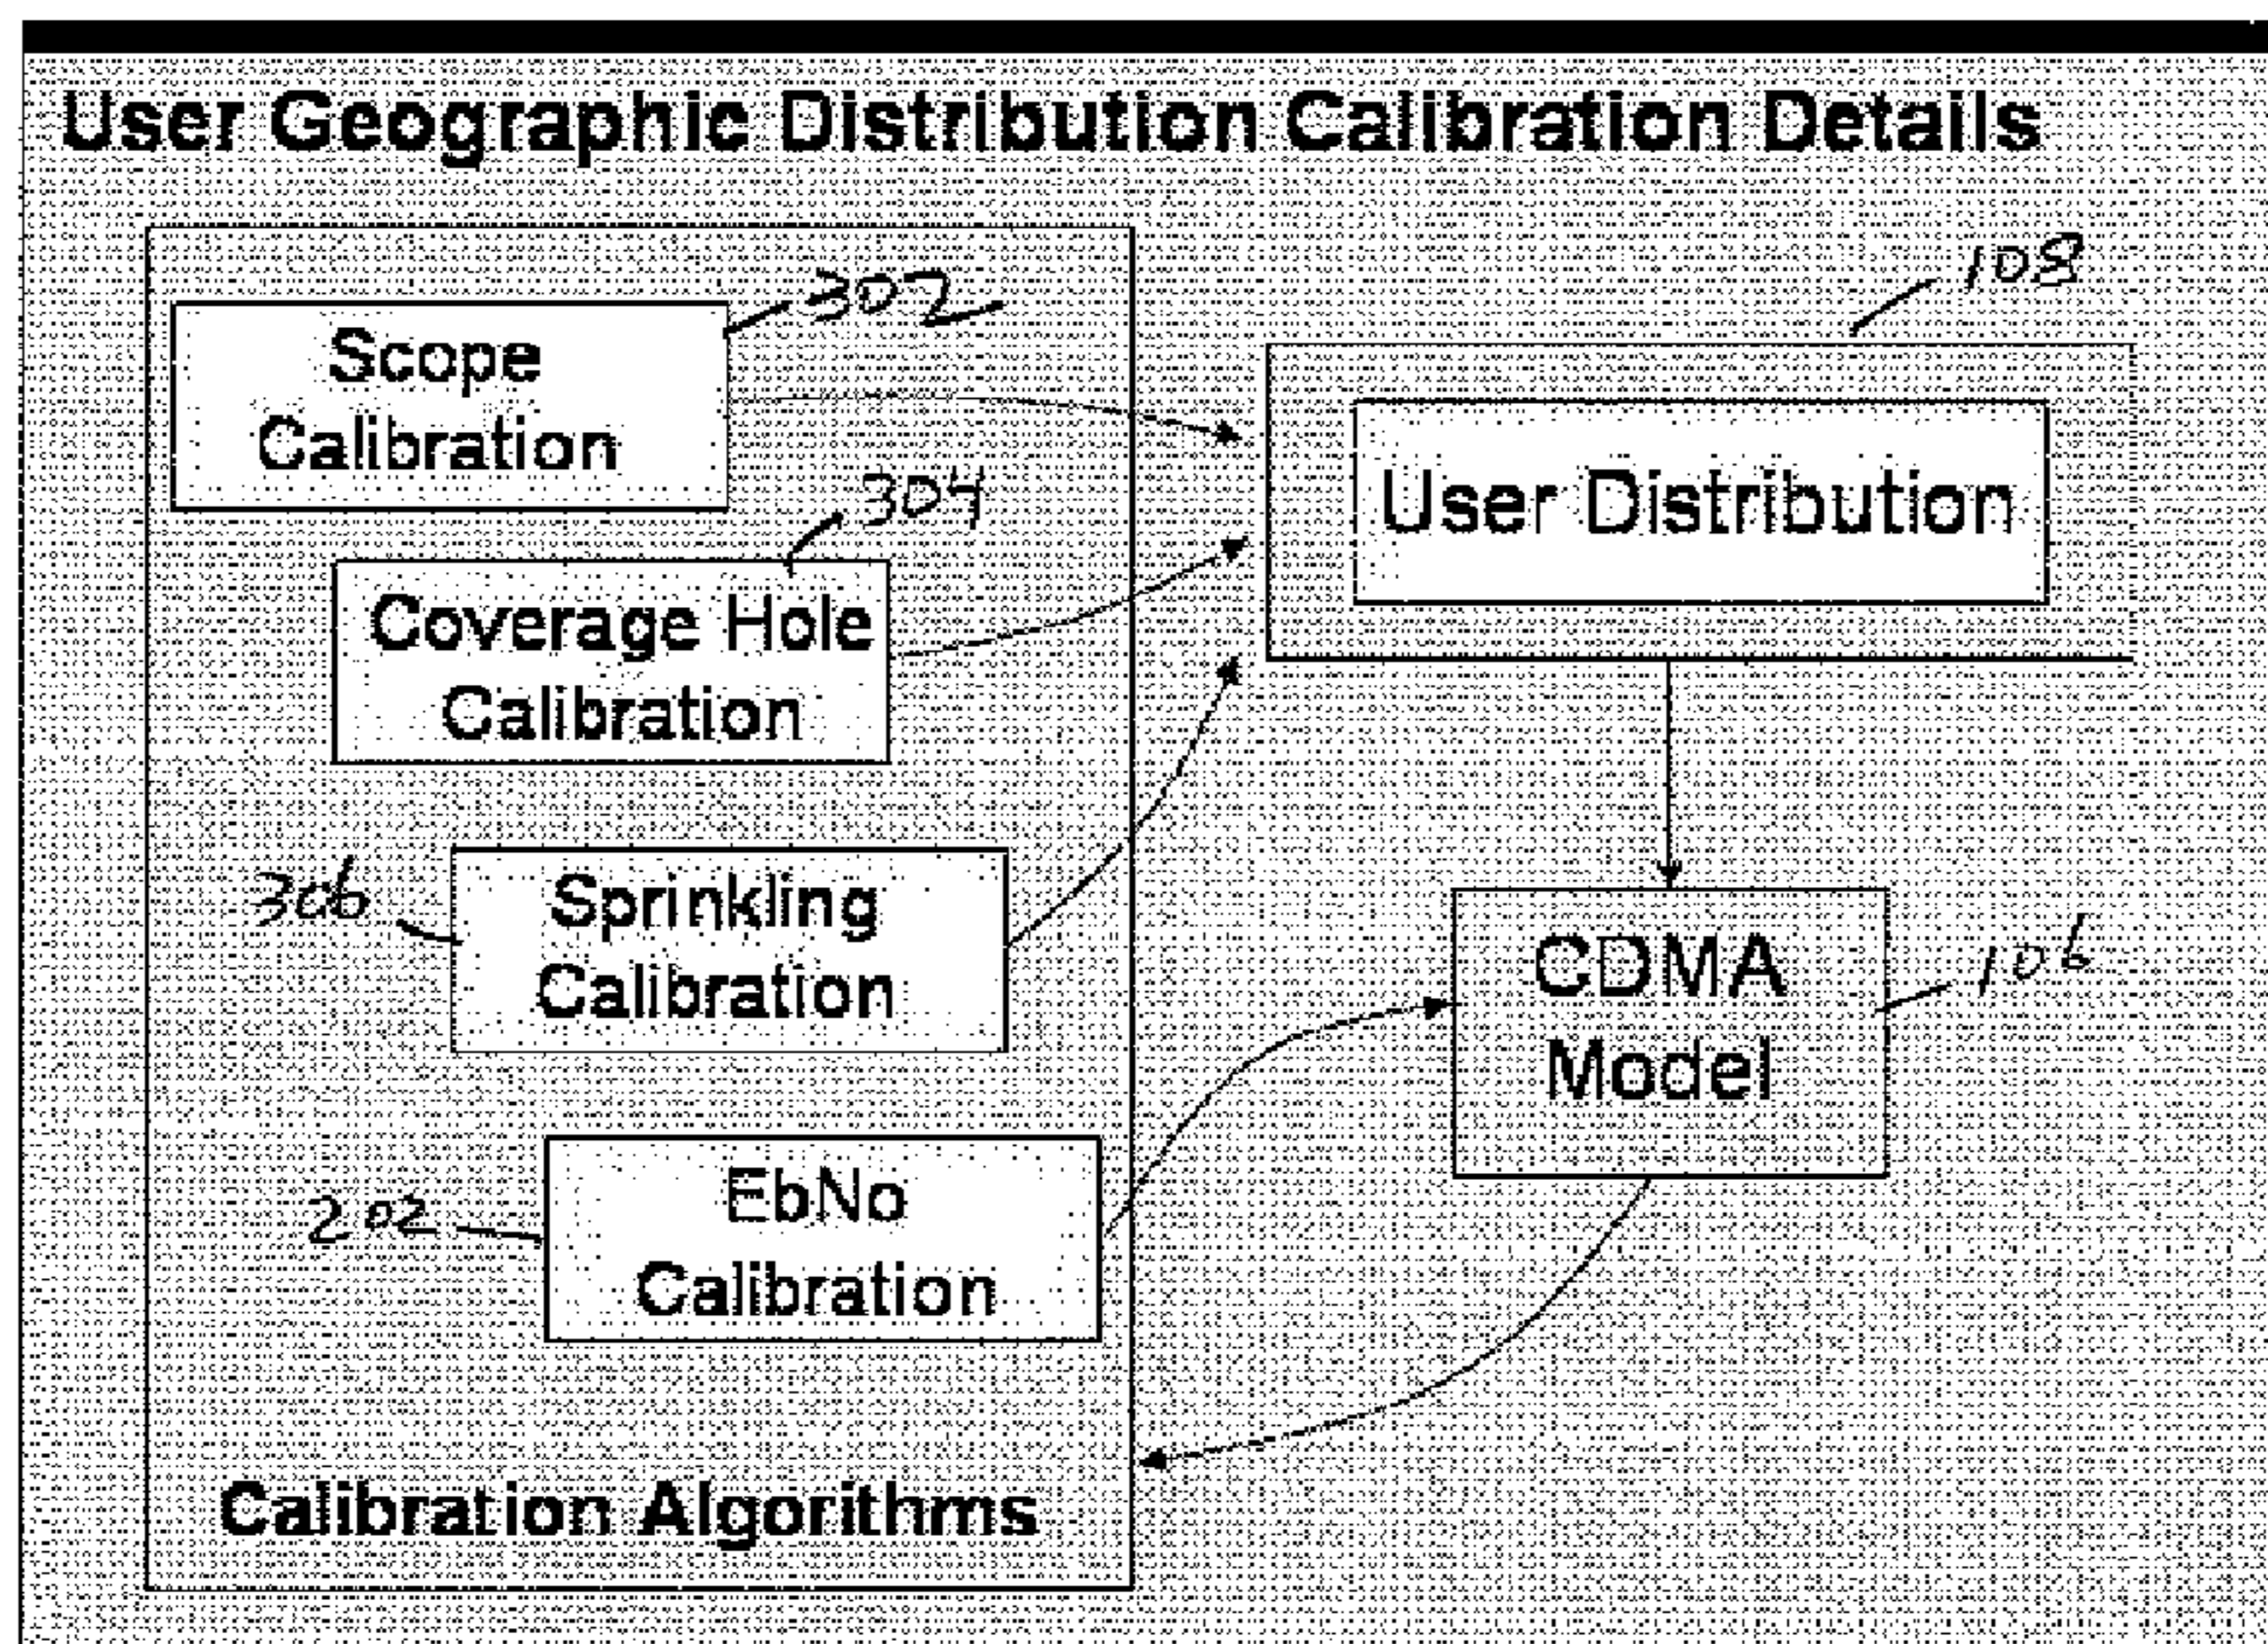 User Geographic Distribution Calibration Details
302
Scope
Calibration
304
Coverage Hole
Calibration
306
Sprinkling
Calibration
202
EbNo
Calibration
Calibration Algorithms
108
User Distribution
CDMA
Model
106